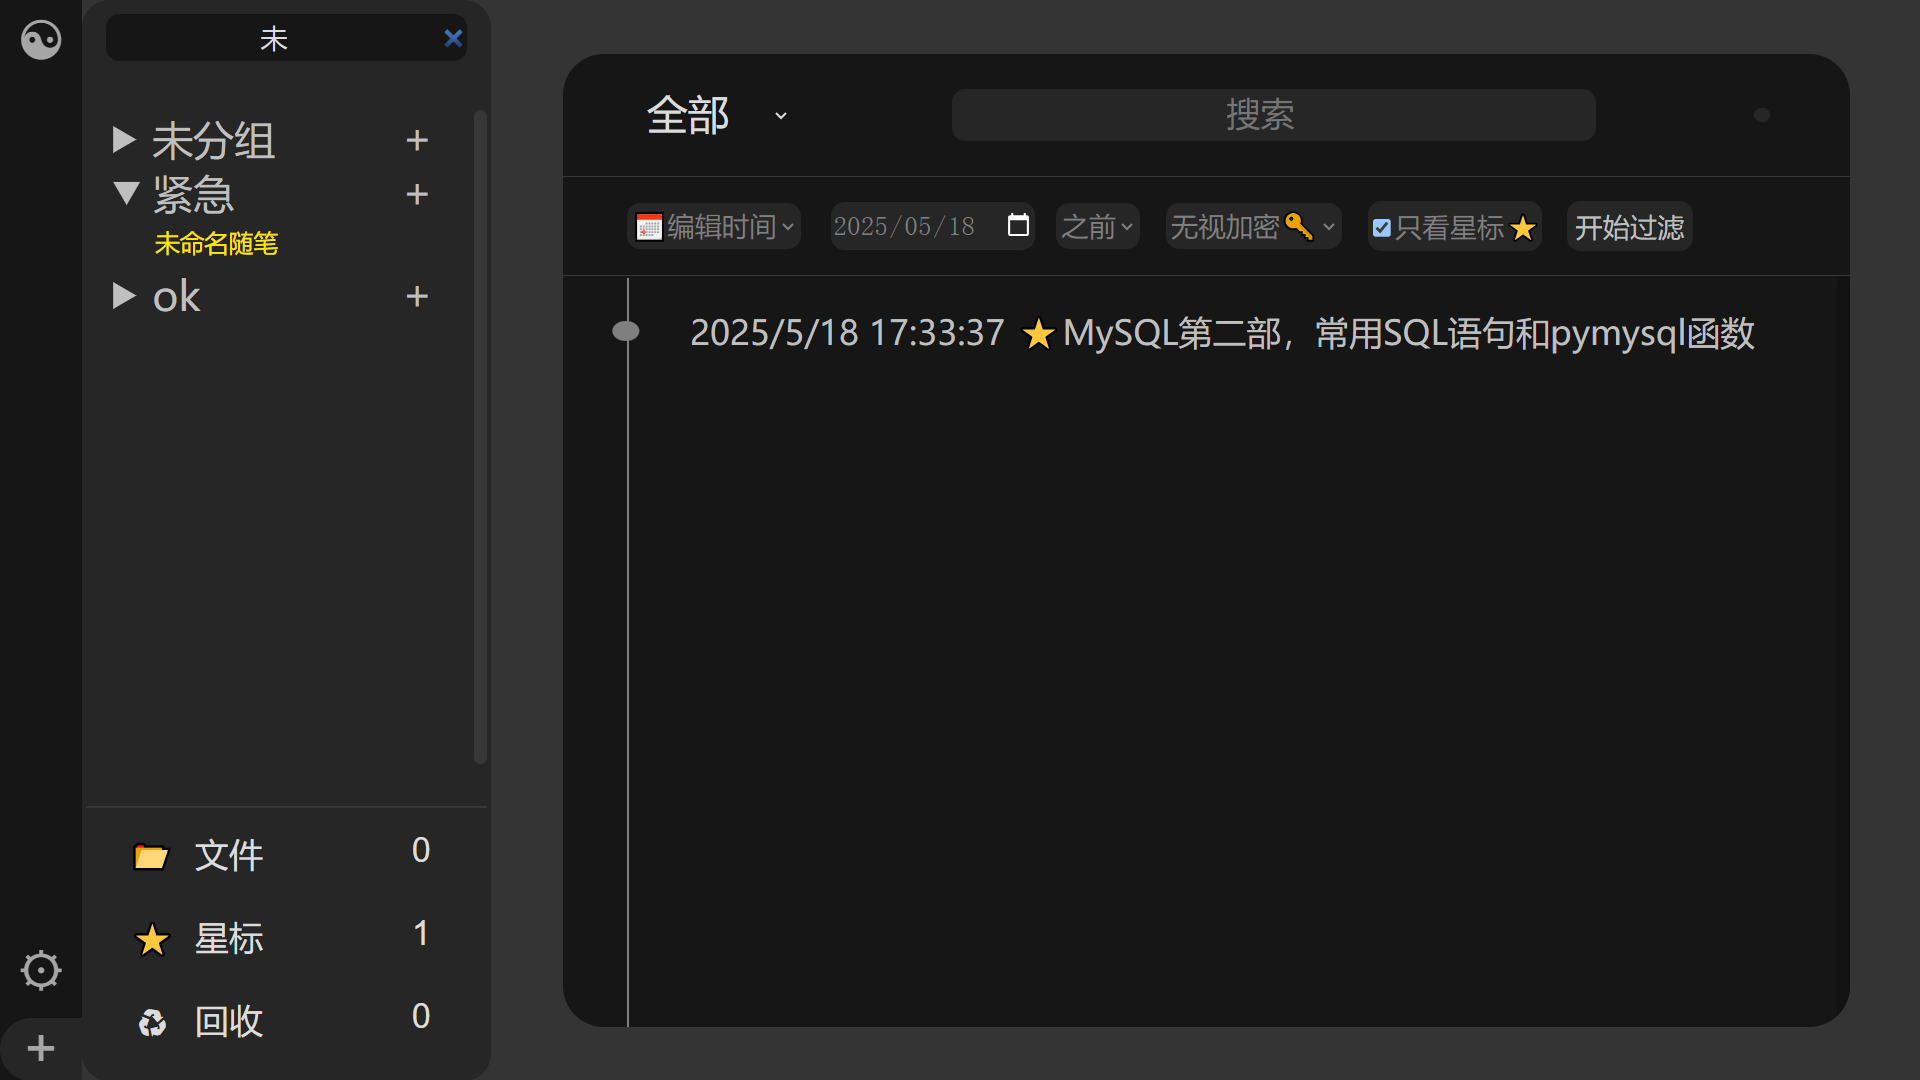 未
未分组 +
紧急 +
未命名随笔
ok +
文件 0
星标 1
回收 0
全部
搜索
编辑时间 2025/05/18 之前 无视加密 只看星标 开始过滤
2025/5/18 17:33:37 ⭐MySQL第二部，常用SQL语句和pymysql函数